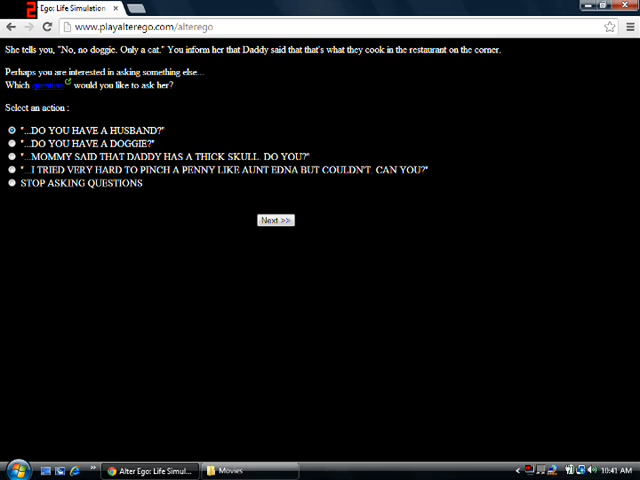 2
Ego: Life Simulation
www.playalterego.com/alterego
She tells you, "No, no doggie. Only a cat." You inform her that Daddy said that that's what they cook in the restaurant on the corner.
Perhaps you are interested in asking something else...
Which question would you like to ask her?
Select an action :
"...DO YOU HAVE A HUSBAND?"
"...DO YOU HAVE A DOGGIE?"
"...MOMMY SAID THAT DADDY HAS A THICK SKULL. DO YOU?"
"...I TRIED VERY HARD TO PINCH A PENNY LIKE AUNT EDNA BUT COULDN'T. CAN YOU?"
STOP ASKING QUESTIONS
Next >>
Alter Ego: Life Simul...
Movies
10:41 AM